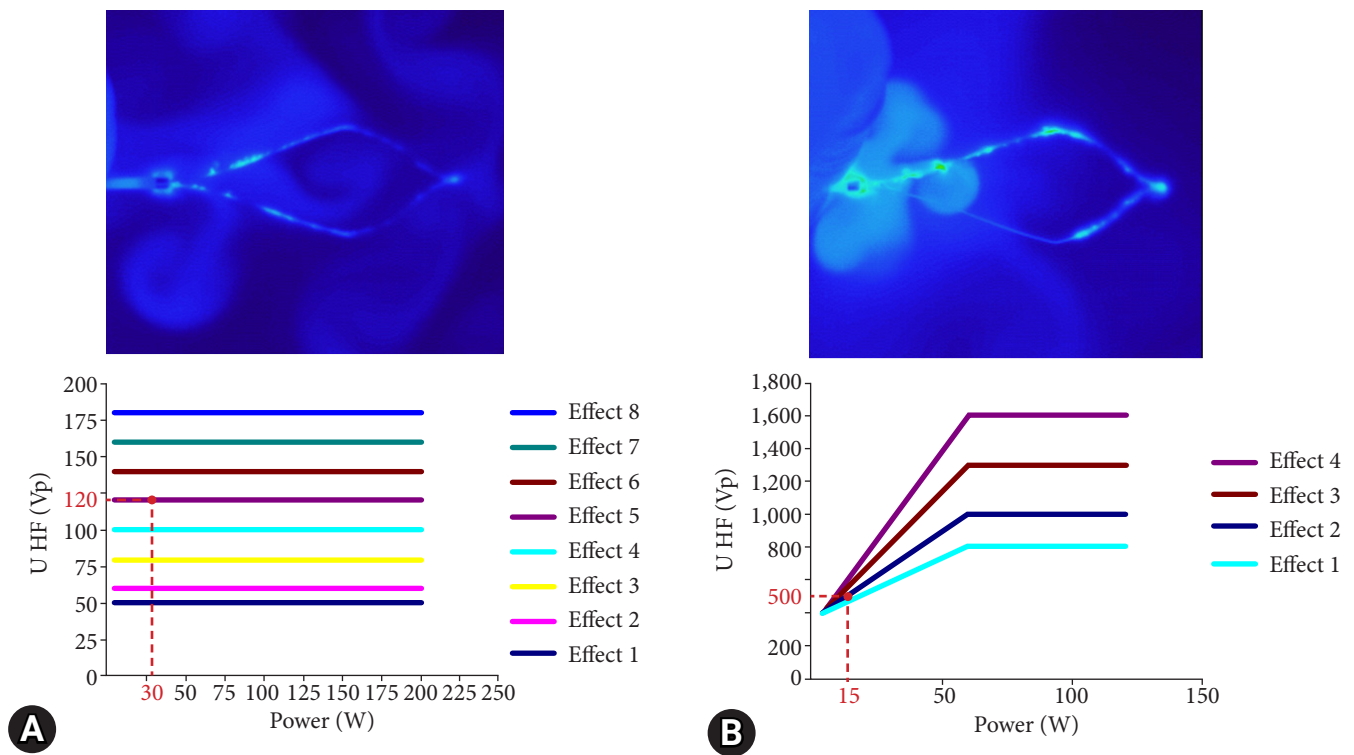 200
175
150
120
100
75
50
25
0
U HF (Vp)
30 50 75 100 125 150 175 200 225 250
Power (W)
Effect 8
Effect 7
Effect 6
Effect 5
Effect 4
Effect 3
Effect 2
Effect 1
A
1,800
1,600
1,400
1,200
1,000
800
500
200
0
U HF (Vp)
15 50 100 150
Power (W)
Effect 4
Effect 3
Effect 2
Effect 1
B